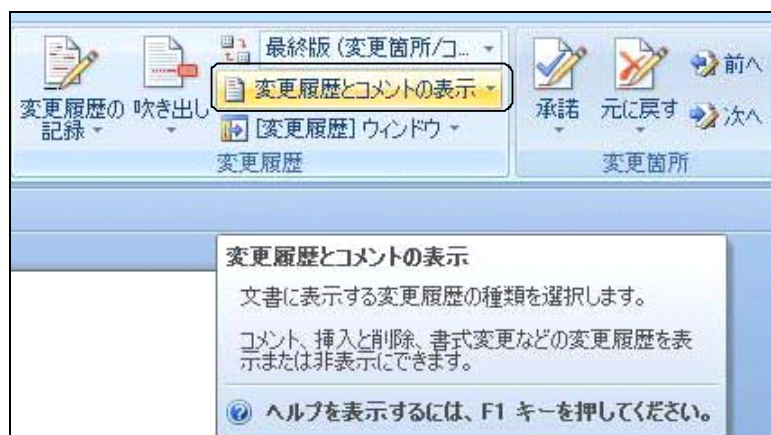 最終版 (変更箇所/コ...
変更履歴とコメントの表示
[変更履歴] ウィンドウ
変更履歴の
記録
吹き出し
変更履歴
承諾
元に戻す
前へ
次へ
変更箇所
変更履歴とコメントの表示
文書に表示する変更履歴の種類を選択します。
コメント、挿入と削除、書式変更などの変更履歴を表
示または非表示にできます。
ヘルプを表示するには、F1 キーを押してください。